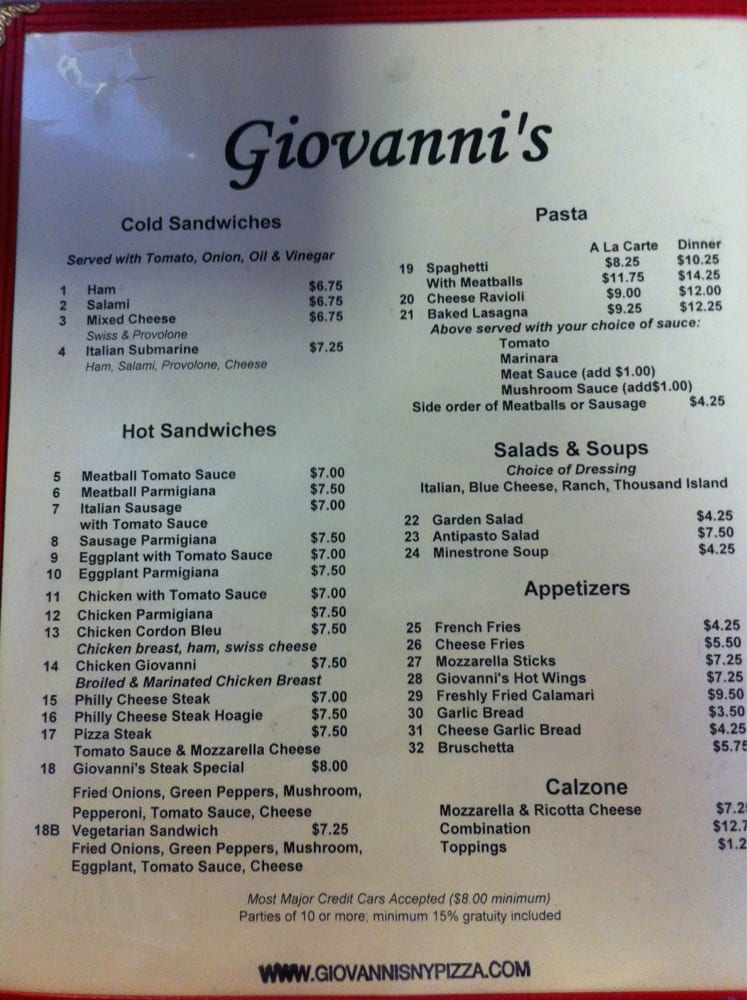 Giovanni's
Cold Sandwiches
Served with Tomato, Onion, Oil & Vinegar
1 Ham $6.75
2 Salami $6.75
3 Mixed Cheese $6.75
Swiss & Provolone
4 Italian Submarine $7.25
Ham, Salami, Provolone, Cheese
Hot Sandwiches
5 Meatball Tomato Sauce $7.00
6 Meatball Parmigiana $7.50
7 Italian Sausage $7.00
with Tomato Sauce
8 Sausage Parmigiana $7.50
9 Eggplant with Tomato Sauce $7.00
10 Eggplant Parmigiana $7.50
11 Chicken with Tomato Sauce $7.00
12 Chicken Parmigiana $7.50
13 Chicken Cordon Bleu $7.50
Chicken breast, ham, swiss cheese
14 Chicken Giovanni $7.50
Broiled & Marinated Chicken Breast
15 Philly Cheese Steak $7.00
16 Philly Cheese Steak Hoagie $7.50
17 Pizza Steak $7.50
Tomato Sauce & Mozzarella Cheese
18 Giovanni's Steak Special $8.00
Fried Onions, Green Peppers, Mushroom,
Pepperoni, Tomato Sauce, Cheese
18B Vegetarian Sandwich $7.25
Fried Onions, Green Peppers, Mushroom,
Eggplant, Tomato Sauce, Cheese
Pasta
A La Carte Dinner
19 Spaghetti $8.25 $10.25
With Meatballs $11.75 $14.25
20 Cheese Ravioli $9.00 $12.00
21 Baked Lasagna $9.25 $12.25
Above served with your choice of sauce:
Tomato
Marinara
Meat Sauce (add $1.00)
Mushroom Sauce (add$1.00)
Side order of Meatballs or Sausage $4.25
Salads & Soups
Choice of Dressing
Italian, Blue Cheese, Ranch, Thousand Island
22 Garden Salad $4.25
23 Antipasto Salad $7.50
24 Minestrone Soup $4.25
Appetizers
25 French Fries $4.25
26 Cheese Fries $5.50
27 Mozzarella Sticks $7.25
28 Giovanni's Hot Wings $7.25
29 Freshly Fried Calamari $9.50
30 Garlic Bread $3.50
31 Cheese Garlic Bread $4.25
32 Bruschetta $5.75
Calzone
Mozzarella & Ricotta Cheese
Combination
Toppings
Most Major Credit Cars Accepted ($8.00 minimum)
Parties of 10 or more; minimum 15% gratuity included
WWW.GIOVANNISNYPIZZA.COM